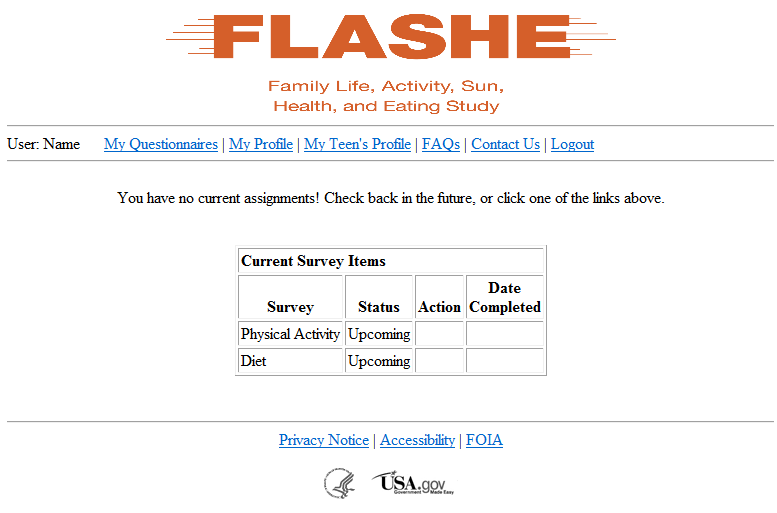 FLASHE
Family Life, Activity, Sun,
Health, and Eating Study
User: Name My Questionnaires | My Profile | My Teen's Profile | FAQs | Contact Us | Logout
You have no current assignments! Check back in the future, or click one of the links above.
Current Survey Items
Survey Status Action Date Completed
Physical Activity Upcoming
Diet Upcoming
Privacy Notice | Accessibility | FOIA
USA.gov
Government Made Easy